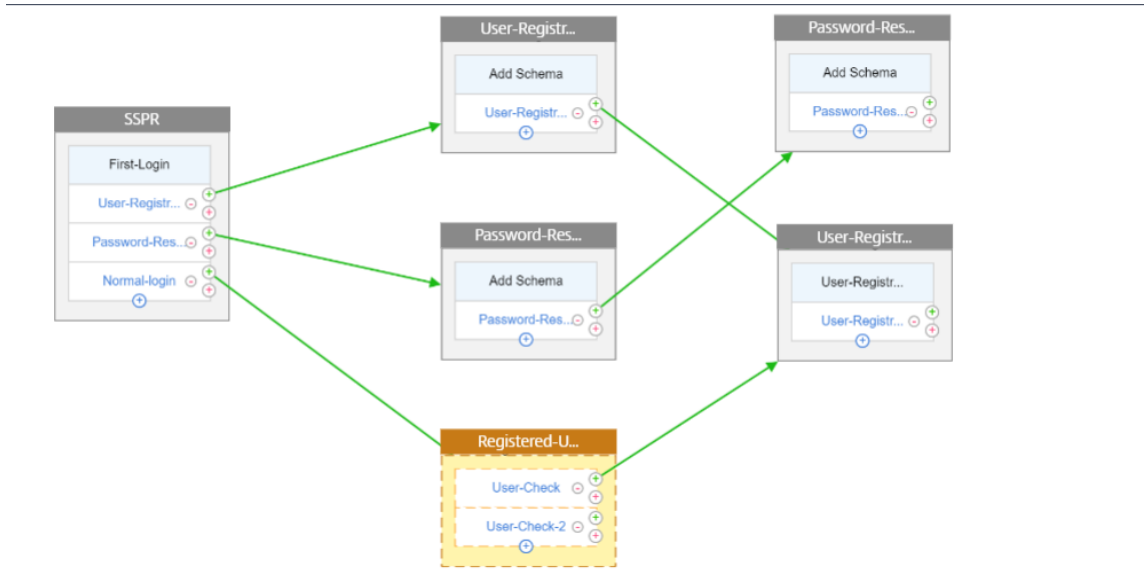 SSPR
First-Login
User-Registr...
Password-Res...
Normal-login
User-Registr...
Add Schema
User-Registr...
Password-Res...
Add Schema
Password-Res...
Registered-U...
User-Check
User-Check-2
Password-Res...
Add Schema
Password-Res...
User-Registr...
User-Registr...
User-Registr...